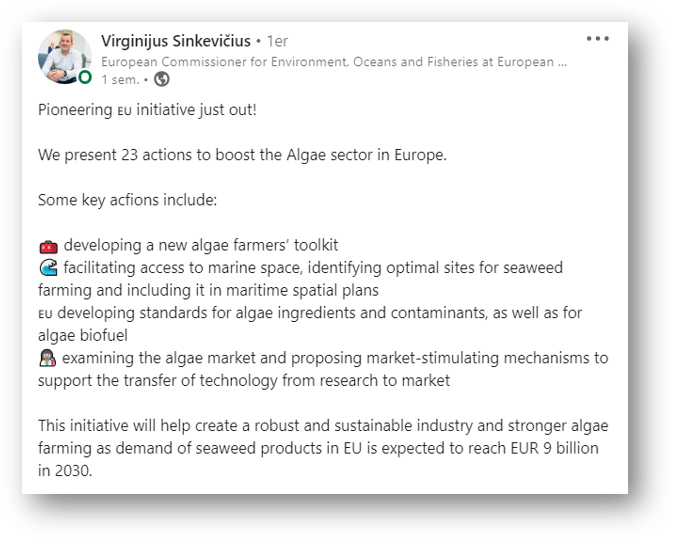 Virginijus Sinkevičius • 1er
European Commissioner for Environment, Oceans and Fisheries at European ...
1 sem. •
Pioneering EU initiative just out!
We present 23 actions to boost the Algae sector in Europe.
Some key acfions include:
developing a new algae farmers' toolkit
facilitating access to marine space, identifying optimal sites for seaweed
farming and including it in maritime spatial plans
EU developing standards for algae ingredients and contaminants, as well as for
algae biofuel
examining the algae market and proposing market-stimulating mechanisms to
support the transfer of technology from research to market
This initiative will help create a robust and sustainable industry and stronger algae
farming as demand of seaweed products in EU is expected to reach EUR 9 billion
in 2030.